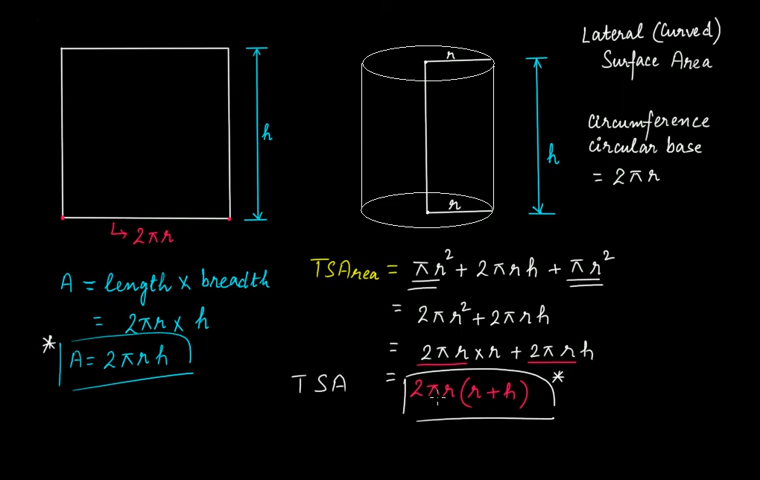 h
↳ 2πr
A = length × breadth
= 2πr × h
* A = 2πrh
r
h
r
Lateral (Curved)
Surface Area
circumference
circular base
= 2πr
TSArea = πr² + 2πrh + πr²
= 2πr² + 2πrh
= 2πr×r + 2πrh
TSA = 2πr(r+h) *